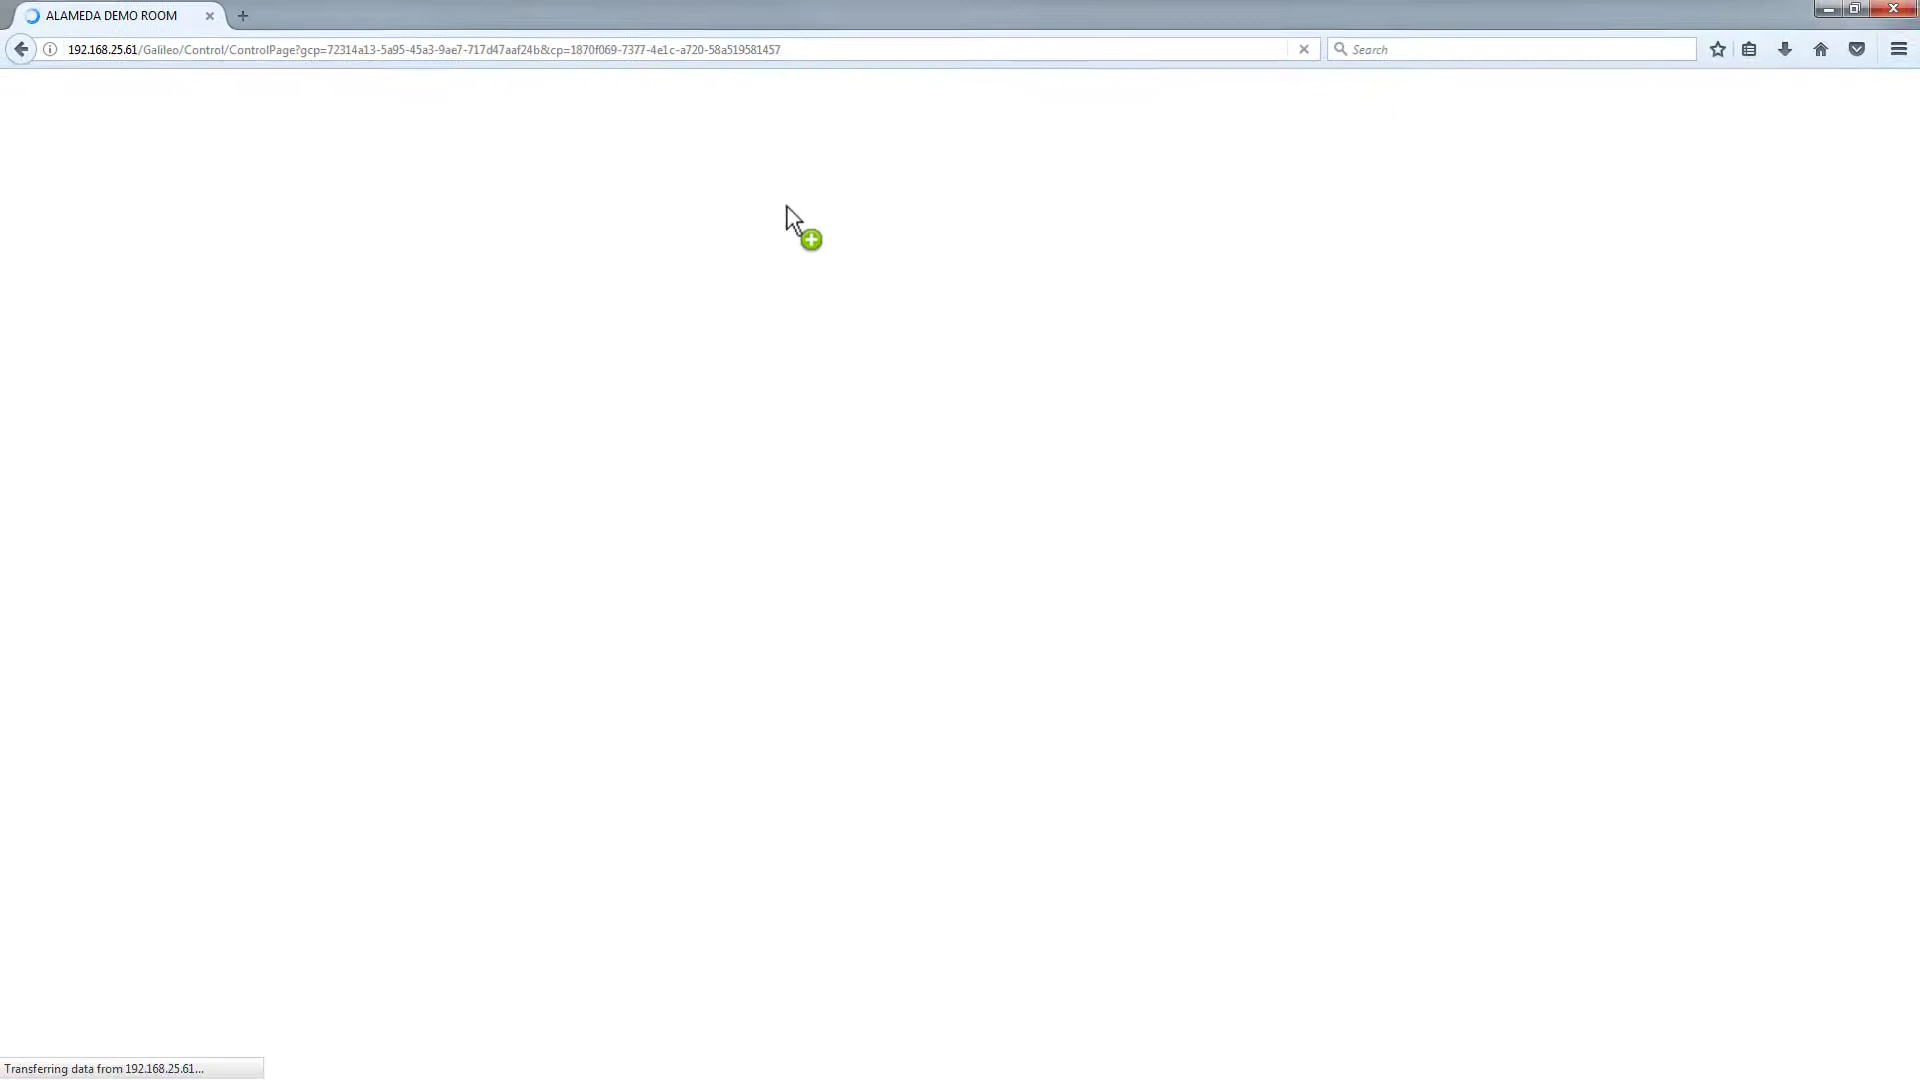 ALAMEDA DEMO ROOM
192.168.25.61/Galileo/Control/ControlPage?gcp=72314a13-5a95-45a3-9ae7-717d47aaf24b&cp=1870f069-7377-4e1c-a720-58a519581457
Search
Transferring data from 192.168.25.61...